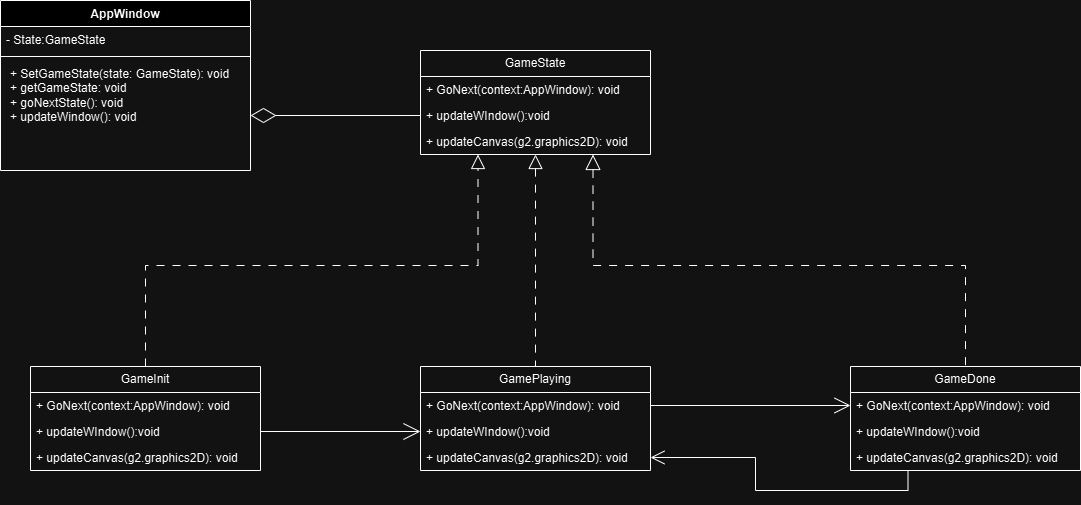 AppWindow
- State:GameState
+ SetGameState(state: GameState): void
+ getGameState: void
+ goNextState(): void
+ updateWindow(): void
GameState
+ GoNext(context:AppWindow): void
+ updateWIndow():void
+ updateCanvas(g2.graphics2D): void
GameInit
+ GoNext(context:AppWindow): void
+ updateWIndow():void
+ updateCanvas(g2.graphics2D): void
GamePlaying
+ GoNext(context:AppWindow): void
+ updateWIndow():void
+ updateCanvas(g2.graphics2D): void
GameDone
+ GoNext(context:AppWindow): void
+ updateWIndow():void
+ updateCanvas(g2.graphics2D): void